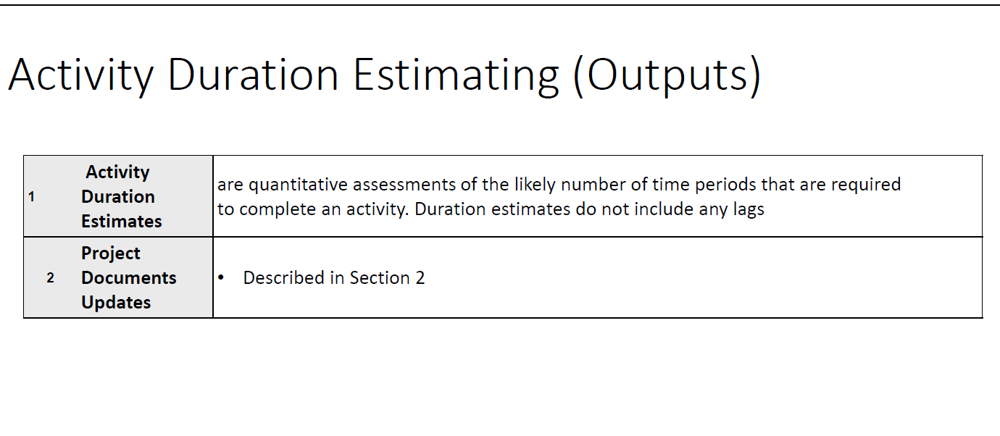 Activity Duration Estimating (Outputs)
1
Activity
Duration
Estimates
are quantitative assessments of the likely number of time periods that are required
to complete an activity. Duration estimates do not include any lags
2
Project
Documents
Updates
• Described in Section 2